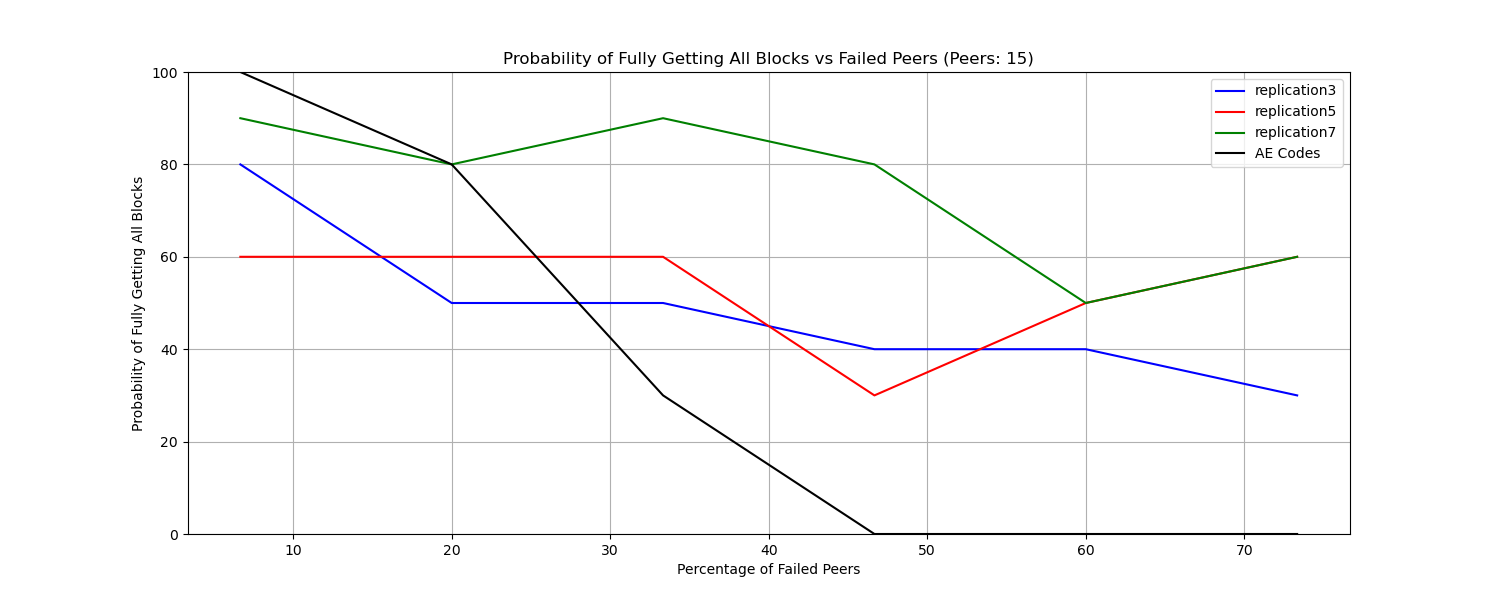 Probability of Fully Getting All Blocks vs Failed Peers (Peers: 15)
Probability of Fully Getting All Blocks
100
80
60
40
20
0
replication3
replication5
replication7
AE Codes
10 20 30 40 50 60 70
Percentage of Failed Peers